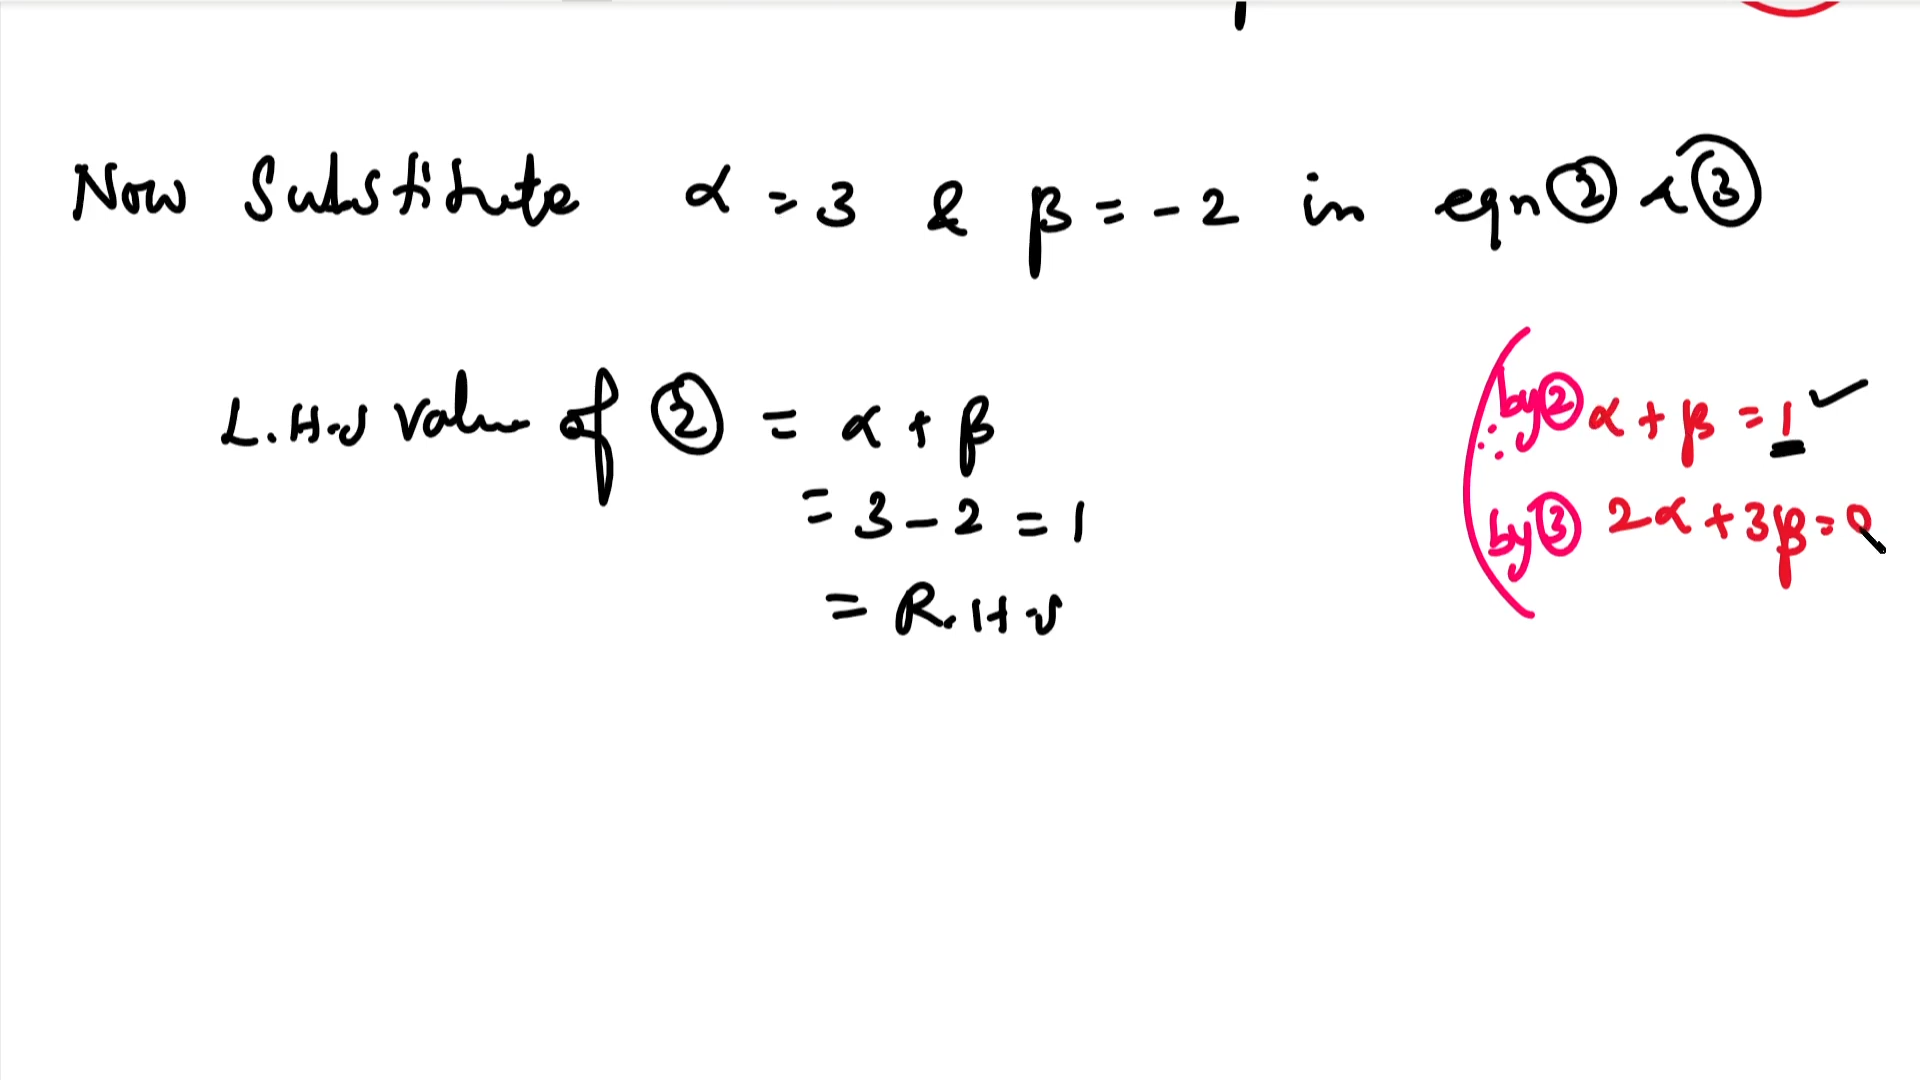 Now Substitute α = 3 & β = -2 in eqn ② & ③
L.H.S value of ② = α + β
= 3 - 2 = 1
= R.H.S
∴ by ② α + β = 1 ✓
by ③ 2α + 3β = 0